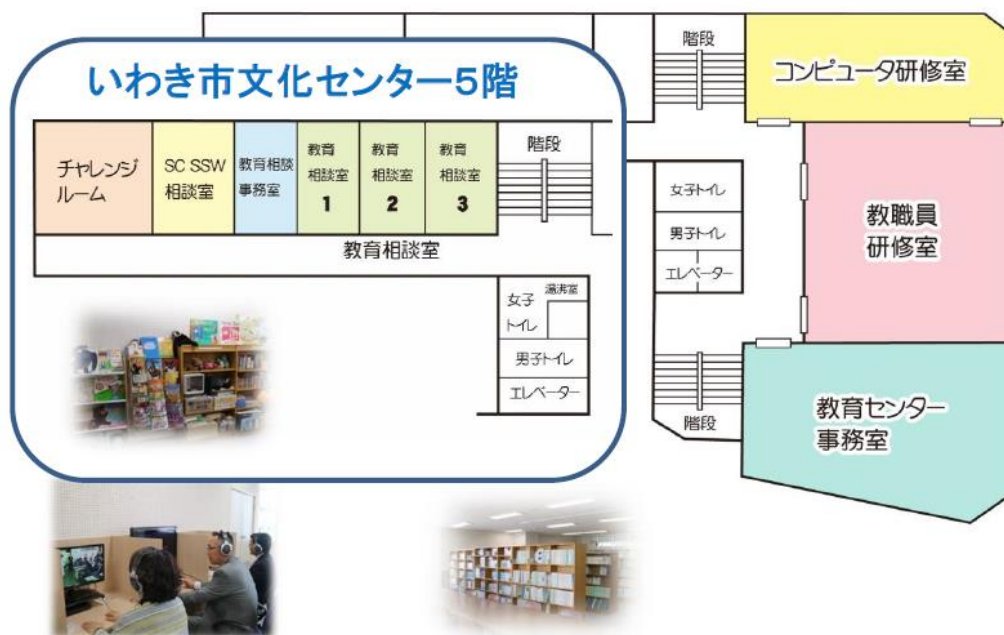 いわき市文化センター5階
チャレンジ
ルーム
SC SSW
相談室
教育相談
事務室
教育
相談室
1
教育
相談室
2
教育
相談室
3
階段
教育相談室
女子
トイレ
湯沸室
男子トイレ
エレベーター
階段
コンピュータ研修室
女子トイレ
男子トイレ
エレベーター
教職員
研修室
階段
教育センター
事務室